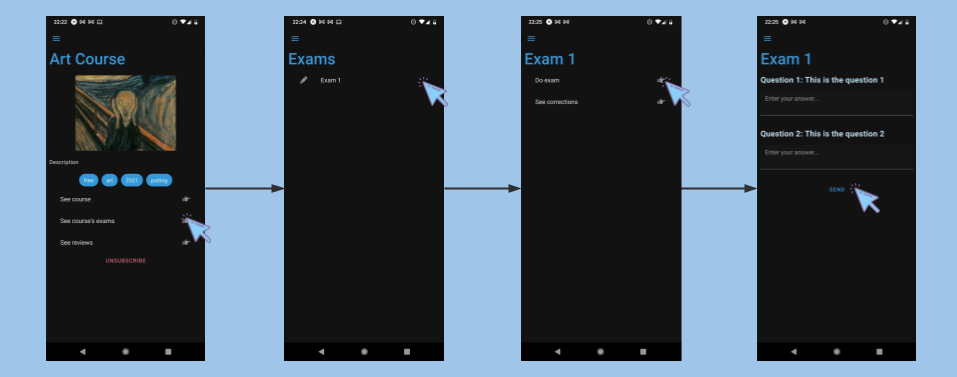 22:22
Art Course
Description
free art 2021 paiting
See course
See course's exams
See reviews
UNSUBSCRIBE
22:24
Exams
Exam 1
22:25
Exam 1
Do exam
See corrections
22:25
Exam 1
Question 1: This is the question 1
Enter your answer...
Question 2: This is the question 2
Enter your answer...
SEND